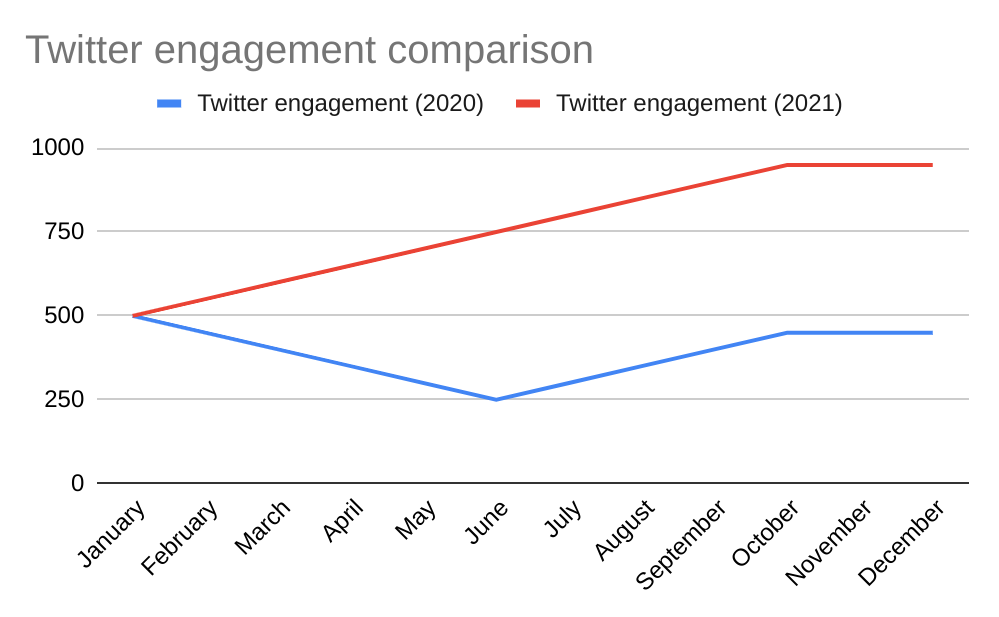 Twitter engagement comparison
Twitter engagement (2020) Twitter engagement (2021)
1000
750
500
250
0
January February March April May June July August September October November December